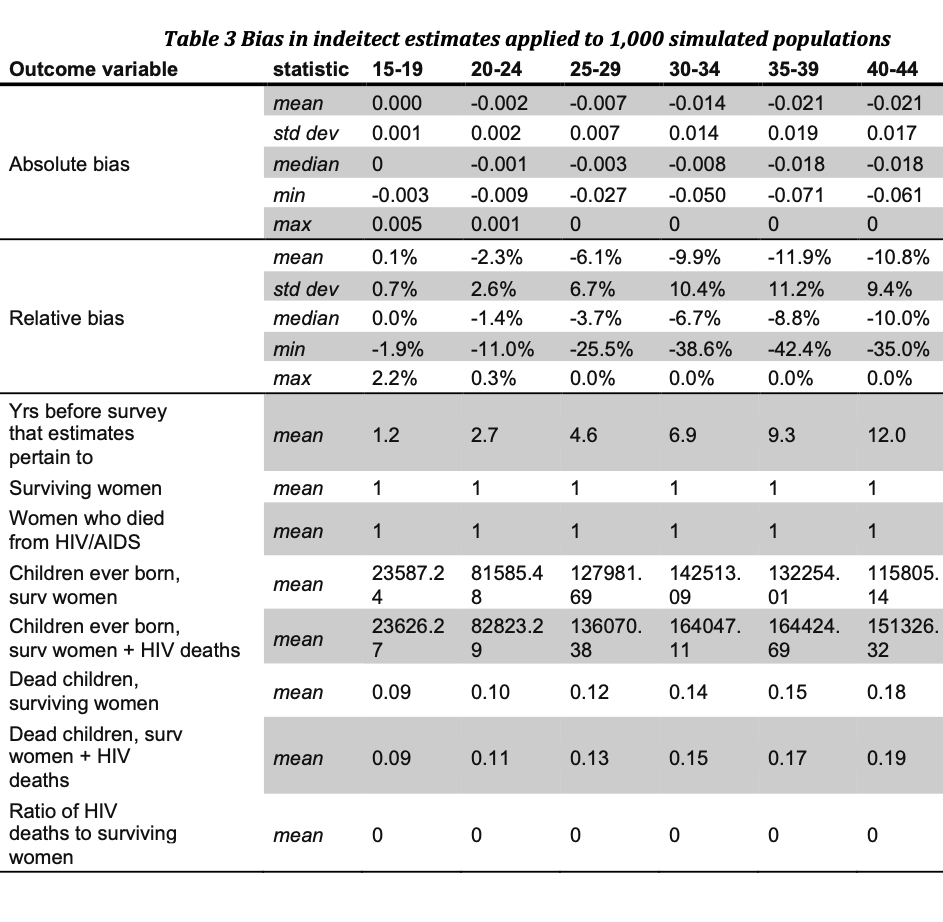 Table 3 Bias in indeitect estimates applied to 1,000 simulated populations
Outcome variable statistic 15-19 20-24 25-29 30-34 35-39 40-44
mean 0.000 -0.002 -0.007 -0.014 -0.021 -0.021
std dev 0.001 0.002 0.007 0.014 0.019 0.017
Absolute bias median 0 -0.001 -0.003 -0.008 -0.018 -0.018
min -0.003 -0.009 -0.027 -0.050 -0.071 -0.061
max 0.005 0.001 0 0 0 0
mean 0.1% -2.3% -6.1% -9.9% -11.9% -10.8%
std dev 0.7% 2.6% 6.7% 10.4% 11.2% 9.4%
Relative bias median 0.0% -1.4% -3.7% -6.7% -8.8% -10.0%
min -1.9% -11.0% -25.5% -38.6% -42.4% -35.0%
max 2.2% 0.3% 0.0% 0.0% 0.0% 0.0%
Yrs before survey
that estimates mean 1.2 2.7 4.6 6.9 9.3 12.0
pertain to
Surviving women mean 1 1 1 1 1 1
Women who died
from HIV/AIDS mean 1 1 1 1 1 1
Children ever born, mean 23587.2 81585.4 127981. 142513. 132254. 115805.
surv women 4 8 69 09 01 14
Children ever born, mean 23626.2 82823.2 136070. 164047. 164424. 151326.
surv women + HIV deaths 7 9 38 11 69 32
Dead children, mean 0.09 0.10 0.12 0.14 0.15 0.18
surviving women
Dead children, surv
women + HIV mean 0.09 0.11 0.13 0.15 0.17 0.19
deaths
Ratio of HIV
deaths to surviving mean 0 0 0 0 0 0
women